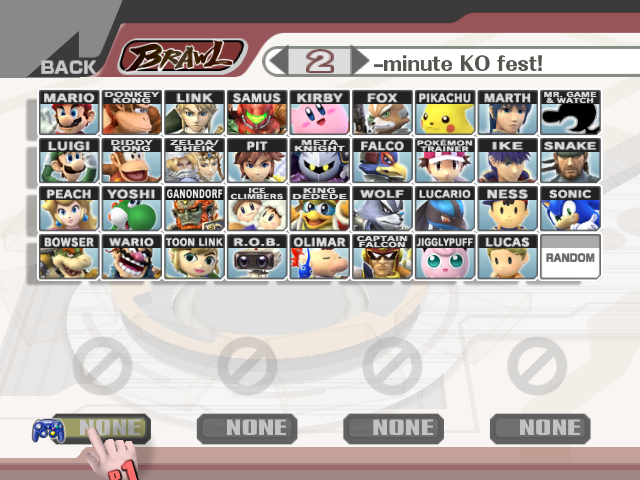 BACK
BRAWL
2
-minute KO fest!
MARIO
DONKEY
KONG
LINK
SAMUS
KIRBY
FOX
PIKACHU
MARTH
MR. GAME
& WATCH
LUIGI
DIDDY
KONG
ZELDA/
SHEIK
PIT
META
KNIGHT
FALCO
POKÉMON
TRAINER
IKE
SNAKE
PEACH
YOSHI
GANONDORF
ICE
CLIMBERS
KING
DEDEDE
WOLF
LUCARIO
NESS
SONIC
BOWSER
WARIO
TOON LINK
R.O.B.
OLIMAR
CAPTAIN
FALCON
JIGGLYPUFF
LUCAS
RANDOM
NONE
NONE
NONE
NONE
P1